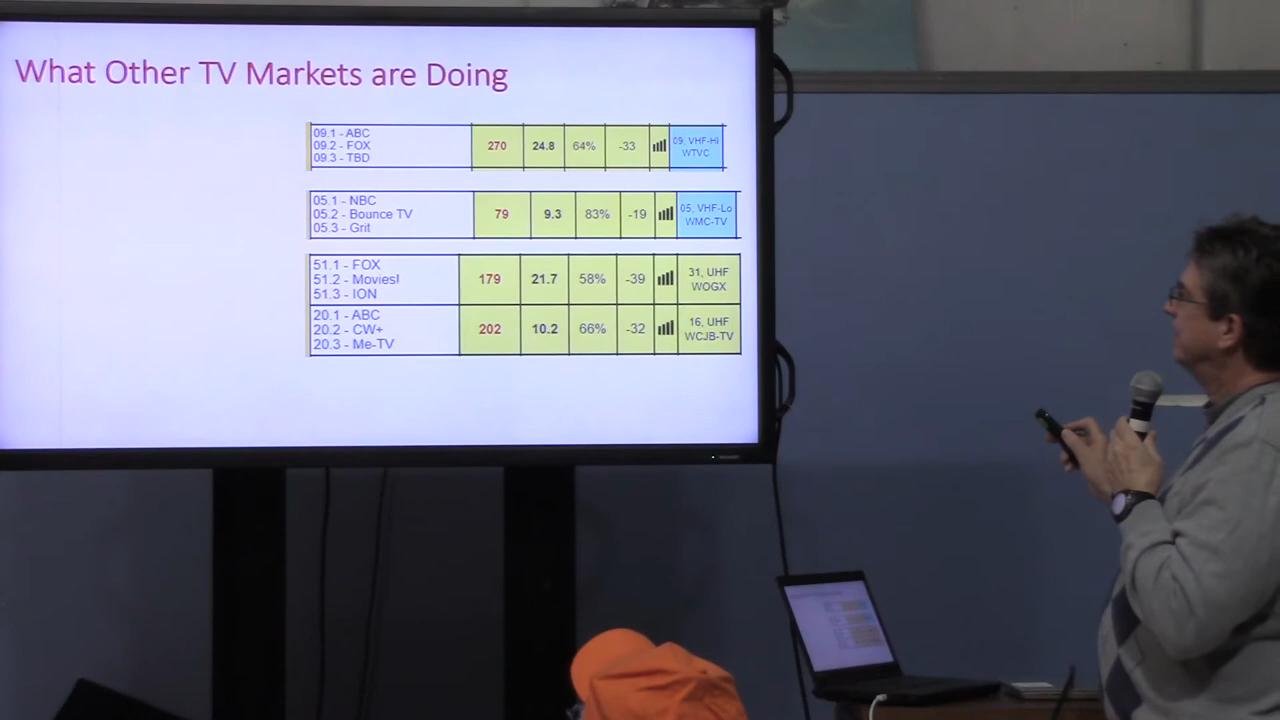 What Other TV Markets are Doing
09.1 - ABC
09.2 - FOX
09.3 - TBD
270
24.8
64%
-33
09, VHF-Hi
WTVC
05.1 - NBC
05.2 - Bounce TV
05.3 - Grit
79
9.3
83%
-19
05, VHF-Lo
WMC-TV
51.1 - FOX
51.2 - Movies!
51.3 - ION
179
21.7
58%
-39
31, UHF
WOGX
20.1 - ABC
20.2 - CW+
20.3 - Me-TV
202
10.2
66%
-32
16, UHF
WCJB-TV